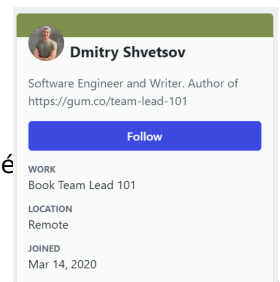 Dmitry Shvetsov
Software Engineer and Writer. Author of
https://gum.co/team-lead-101
Follow
é
WORK
Book Team Lead 101
LOCATION
Remote
JOINED
Mar 14, 2020